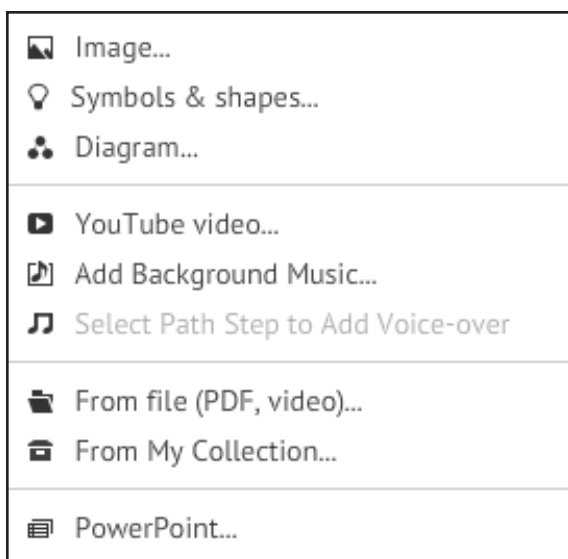 Image...
Symbols & shapes...
Diagram...
YouTube video...
Add Background Music...
Select Path Step to Add Voice-over
From file (PDF, video)...
From My Collection...
PowerPoint...